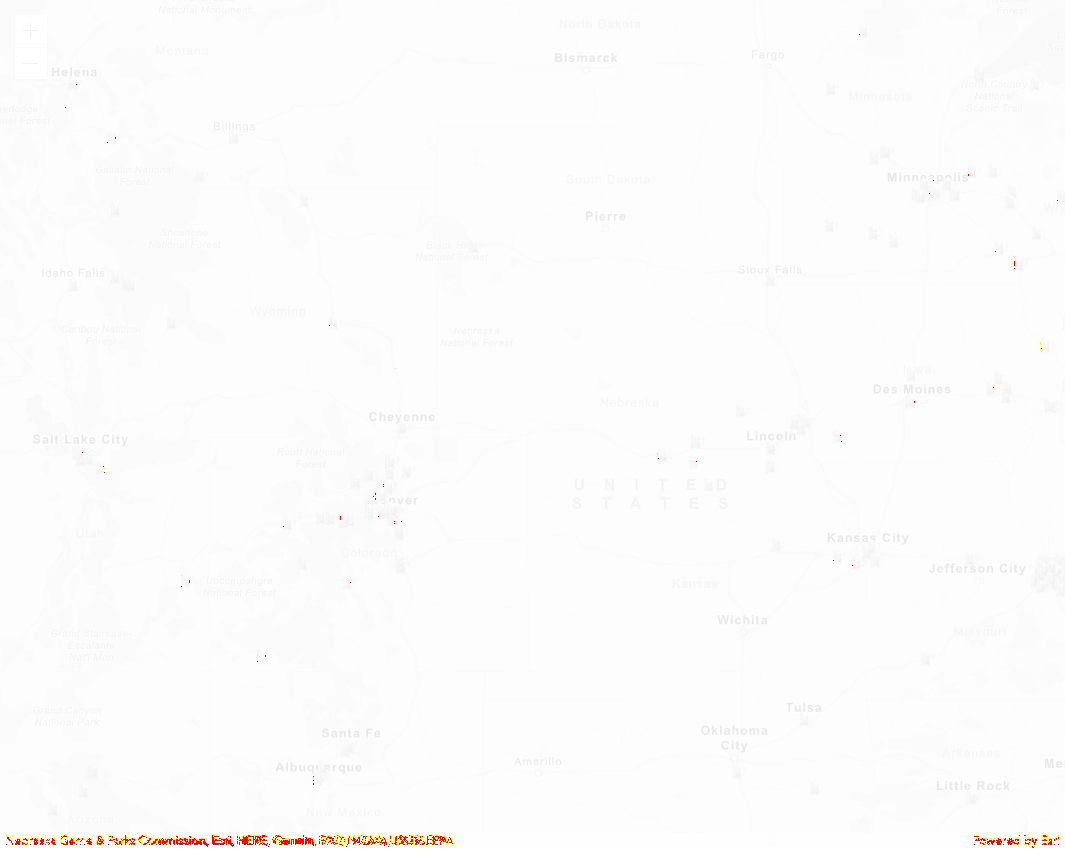 National Monument
North Dakota
Forest
Montana
Bismarck
Fargo
Helena
North Country
National
Scenic Trail
Minnesota
National Forest
Billings
Forest
South Dakota
Minneapolis
Pierre
National Forest
Black Hills
National Forest
Idaho Falls
Sioux Falls
Wyoming
Caribou National
Forest
Nebraska
National Forest
Iowa
Des Moines
Nebraska
Cheyenne
Salt Lake City
Lincoln
Routt National
Forest
UNITED
STATES
Denver
Utah
Kansas City
Colorado
Jefferson City
Uncompahgre
National Forest
Kansas
Wichita
Missouri
Grand Staircase-
Escalante
Nat'l Mon
Grand Canyon
National Park
Tulsa
Santa Fe
Oklahoma
City
Arkansas
Albuquerque
Amarillo
Little Rock
New Mexico
Arizona
Nebraska Game & Parks Commission, Esri, HERE, Garmin, FAO, NOAA, USGS, EPA
Powered by Esri